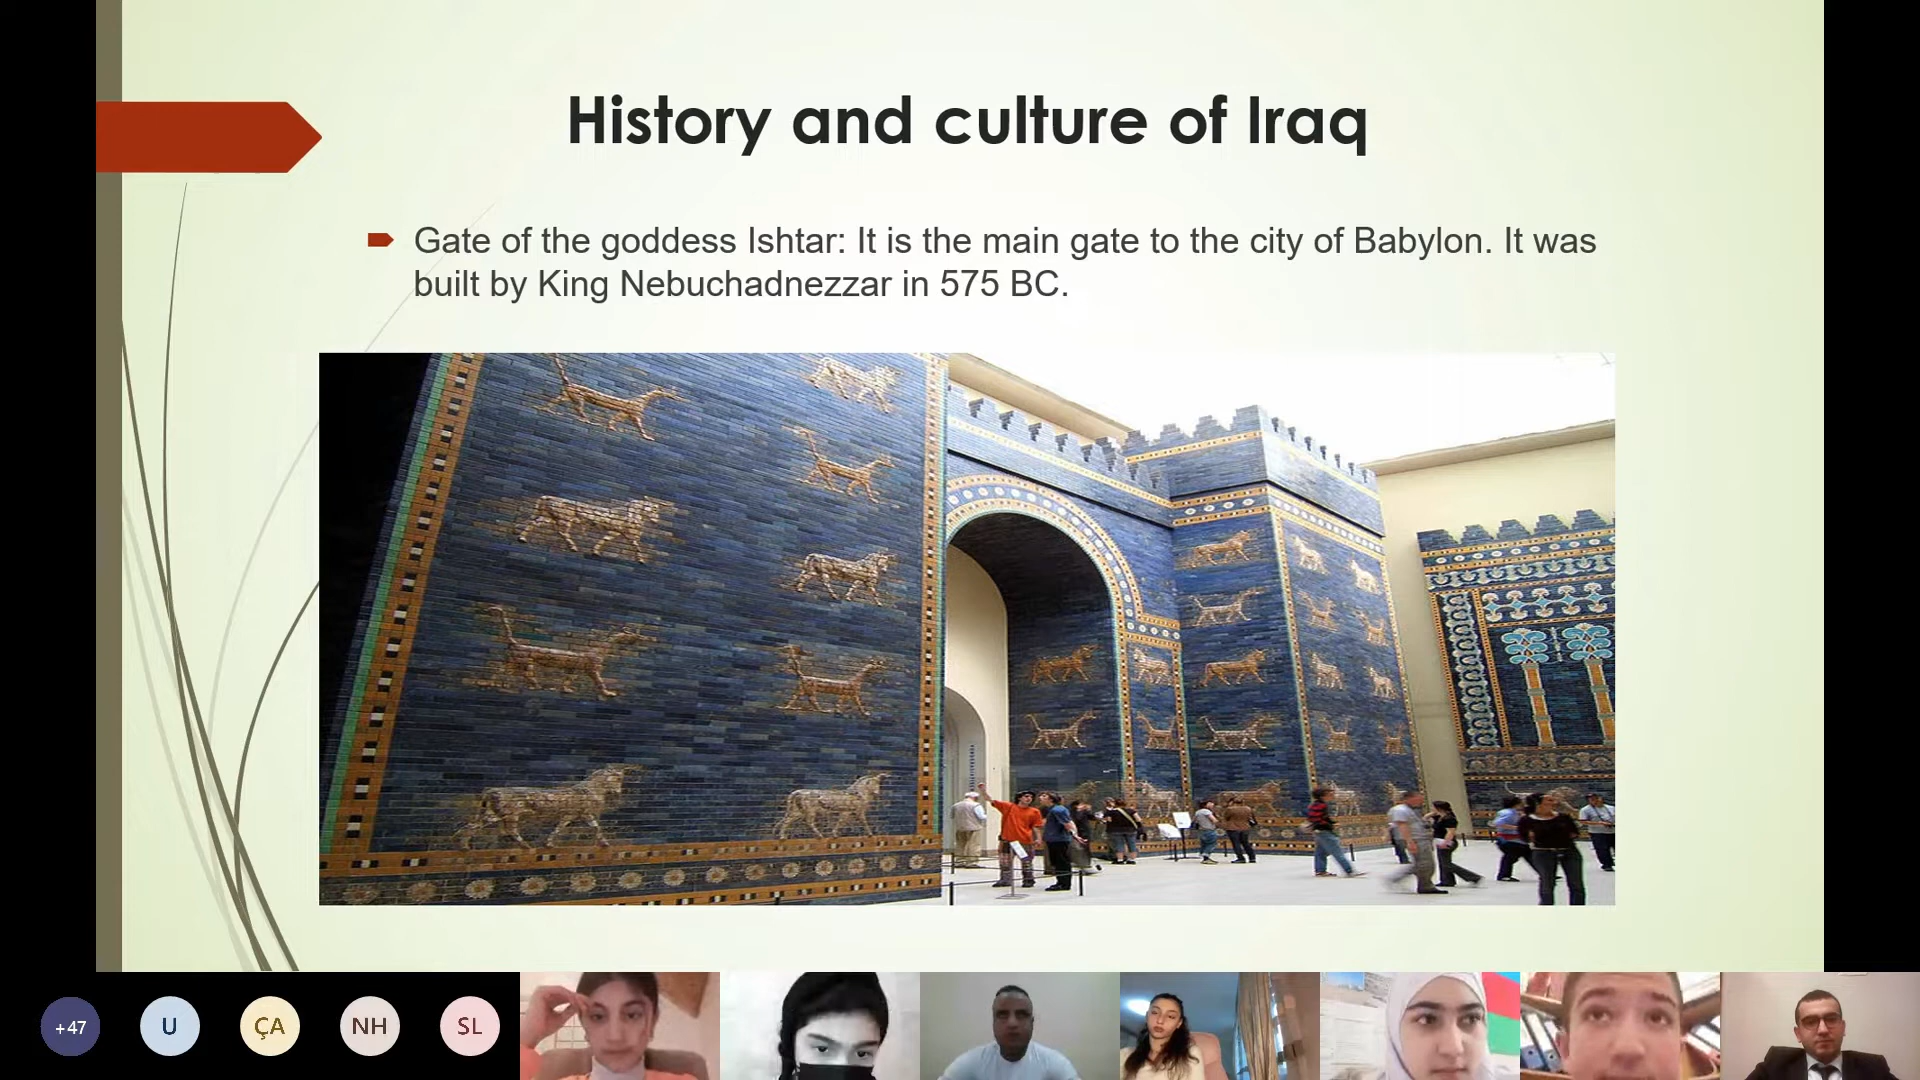 History and culture of Iraq
Gate of the goddess Ishtar: It is the main gate to the city of Babylon. It was
built by King Nebuchadnezzar in 575 BC.
+47
U
ÇA
NH
SL